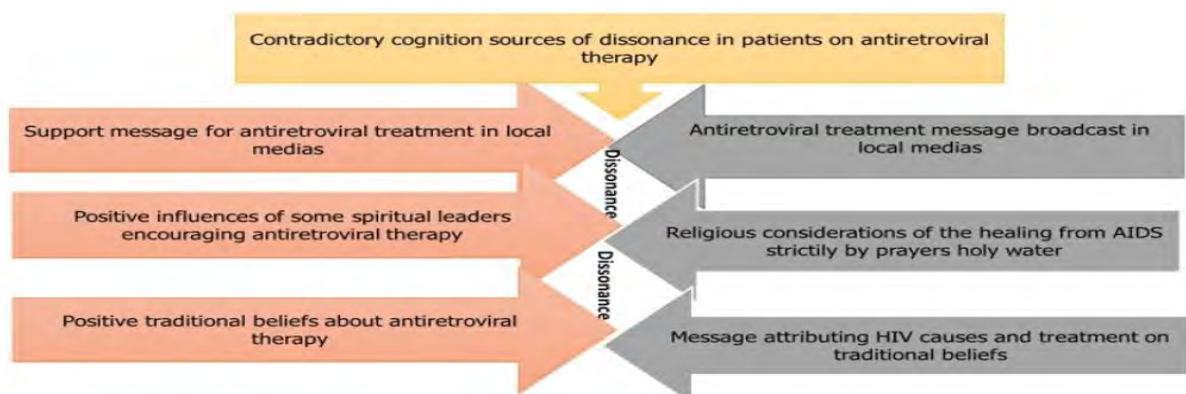 Contradictory cognition sources of dissonance in patients on antiretroviral
therapy
Support message for antiretroviral treatment in local
medias
Antiretroviral treatment message broadcast in
local medias
Dissonance
Positive influences of some spiritual leaders
encouraging antiretroviral therapy
Religious considerations of the healing from AIDS
strictily by prayers holy water
Dissonance
Positive traditional beliefs about antiretroviral
therapy
Message attributing HIV causes and treatment on
traditional beliefs